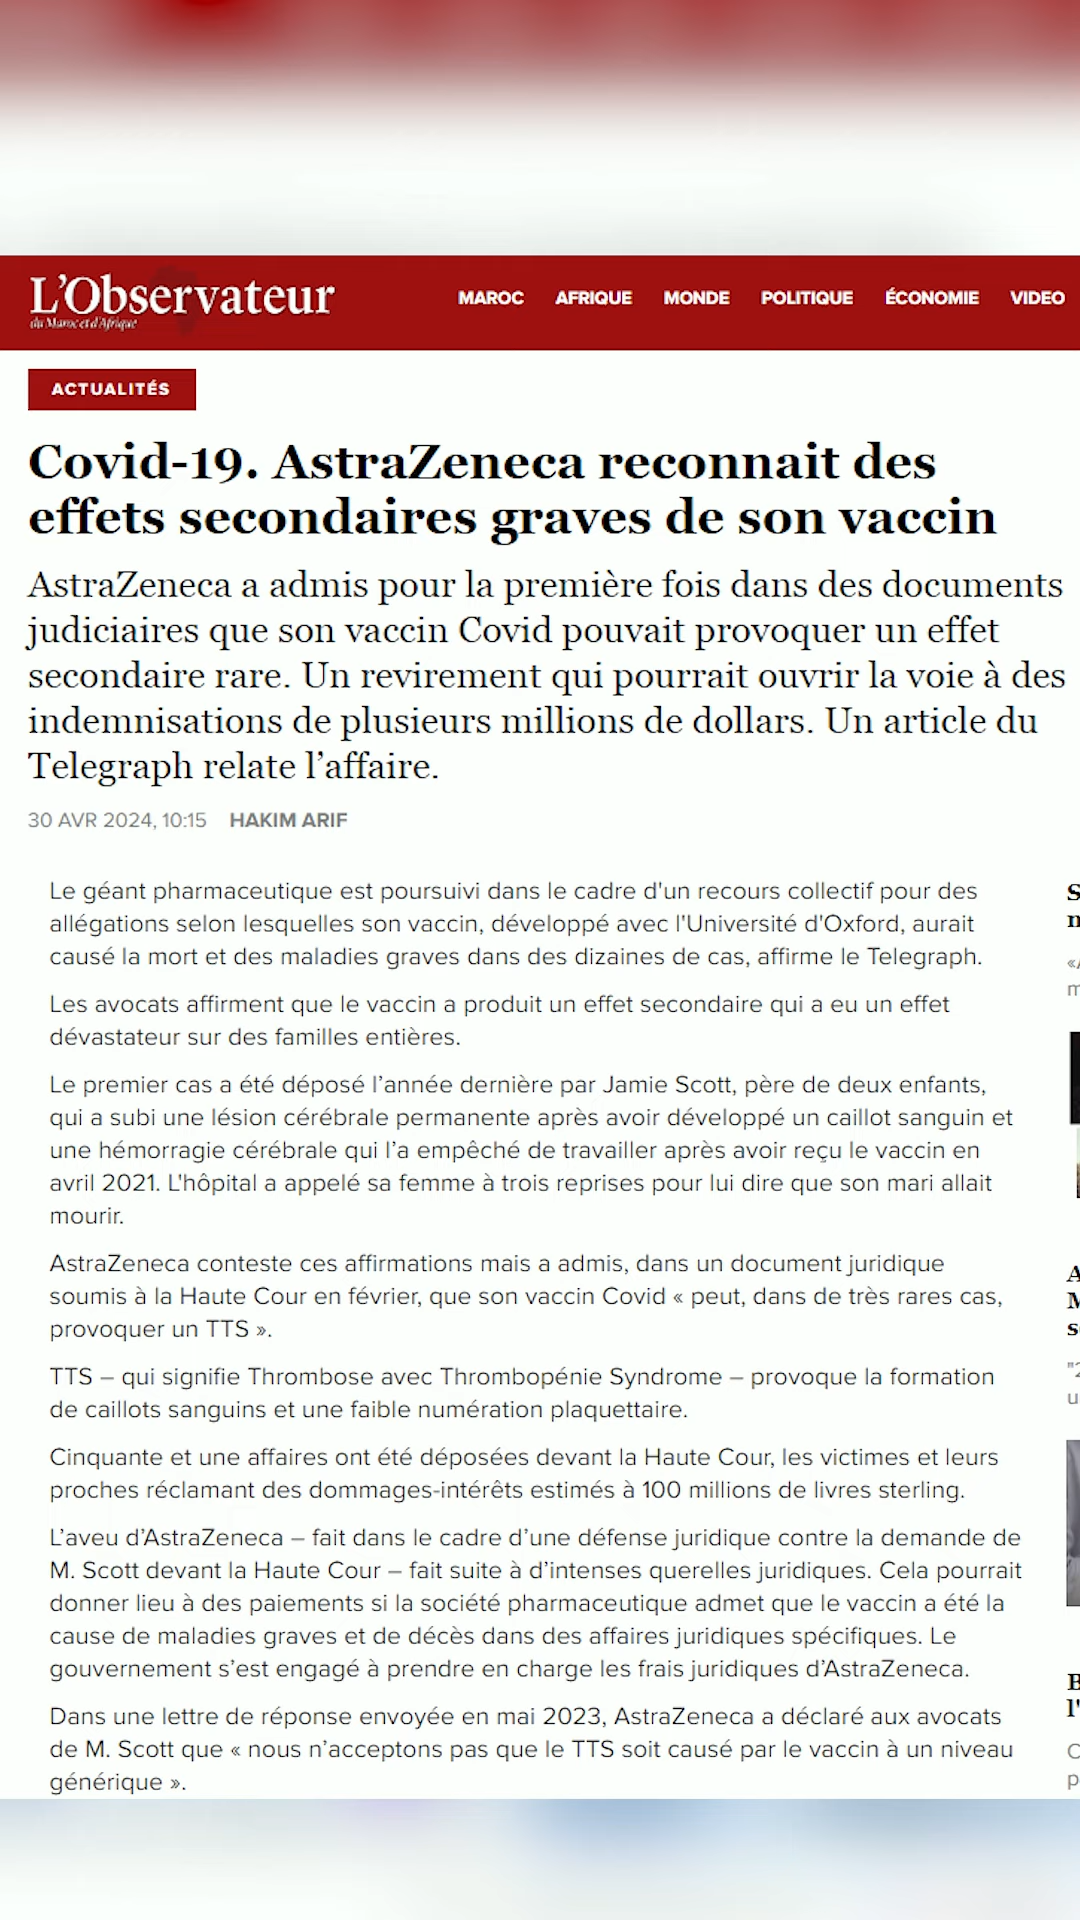 L'Observateur
du Maroc et d'Afrique
MAROC AFRIQUE MONDE POLITIQUE ÉCONOMIE VIDEO
ACTUALITÉS
Covid-19. AstraZeneca reconnait des
effets secondaires graves de son vaccin
AstraZeneca a admis pour la première fois dans des documents
judiciaires que son vaccin Covid pouvait provoquer un effet
secondaire rare. Un revirement qui pourrait ouvrir la voie à des
indemnisations de plusieurs millions de dollars. Un article du
Telegraph relate l’affaire.
30 AVR 2024, 10:15 HAKIM ARIF
Le géant pharmaceutique est poursuivi dans le cadre d'un recours collectif pour des
allégations selon lesquelles son vaccin, développé avec l'Université d'Oxford, aurait
causé la mort et des maladies graves dans des dizaines de cas, affirme le Telegraph.
Les avocats affirment que le vaccin a produit un effet secondaire qui a eu un effet
dévastateur sur des familles entières.
Le premier cas a été déposé l’année dernière par Jamie Scott, père de deux enfants,
qui a subi une lésion cérébrale permanente après avoir développé un caillot sanguin et
une hémorragie cérébrale qui l’a empêché de travailler après avoir reçu le vaccin en
avril 2021. L'hôpital a appelé sa femme à trois reprises pour lui dire que son mari allait
mourir.
AstraZeneca conteste ces affirmations mais a admis, dans un document juridique
soumis à la Haute Cour en février, que son vaccin Covid « peut, dans de très rares cas,
provoquer un TTS ».
TTS – qui signifie Thrombose avec Thrombopénie Syndrome – provoque la formation
de caillots sanguins et une faible numération plaquettaire.
Cinquante et une affaires ont été déposées devant la Haute Cour, les victimes et leurs
proches réclamant des dommages-intérêts estimés à 100 millions de livres sterling.
L’aveu d’AstraZeneca – fait dans le cadre d’une défense juridique contre la demande de
M. Scott devant la Haute Cour – fait suite à d’intenses querelles juridiques. Cela pourrait
donner lieu à des paiements si la société pharmaceutique admet que le vaccin a été la
cause de maladies graves et de décès dans des affaires juridiques spécifiques. Le
gouvernement s’est engagé à prendre en charge les frais juridiques d’AstraZeneca.
Dans une lettre de réponse envoyée en mai 2023, AstraZeneca a déclaré aux avocats
de M. Scott que « nous n’acceptons pas que le TTS soit causé par le vaccin à un niveau
générique ».